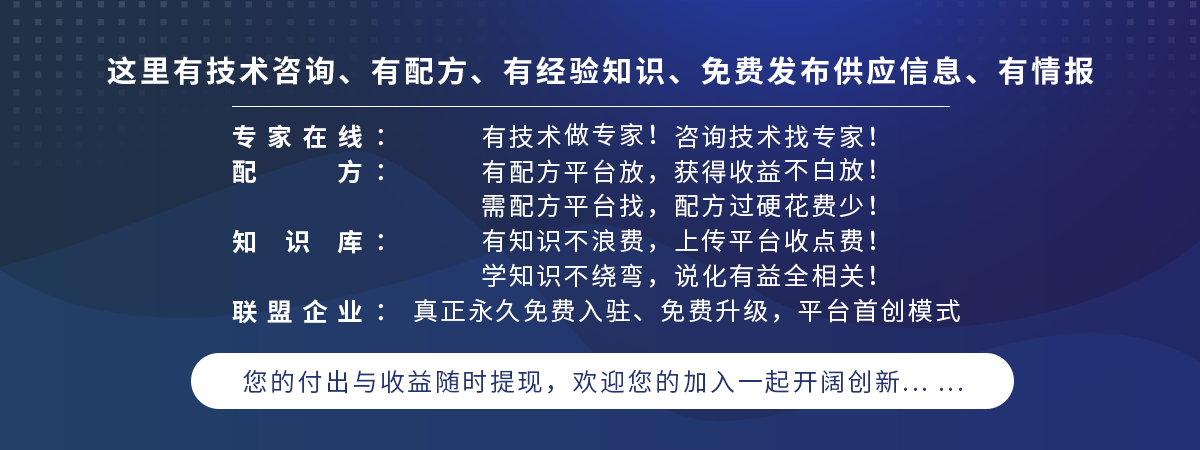 这里有技术咨询、有配方、有经验知识、免费发布供应信息、有情报
专家在线： 有技术做专家！咨询技术找专家！
配方： 有配方平台放，获得收益不白放！
需配方平台找，配方过硬花费少！
知识库： 有知识不浪费，上传平台收点费！
学知识不绕弯，说化有益全相关！
联盟企业： 真正永久免费入驻、免费升级，平台首创模式
您的付出与收益随时提现，欢迎您的加入一起开阔创新... ...